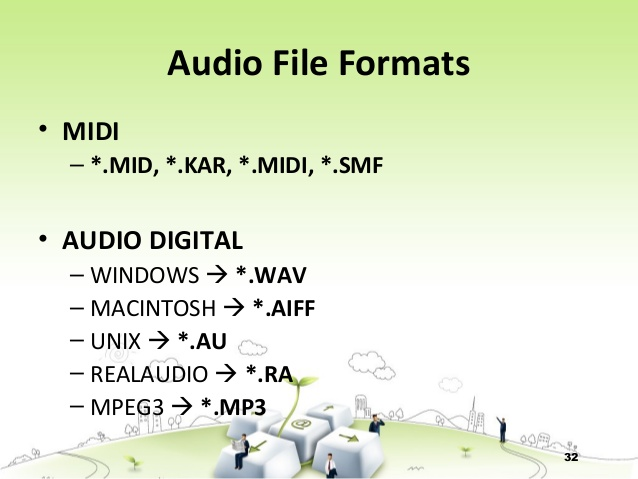 Audio File Formats
• MIDI
– *.MID, *.KAR, *.MIDI, *.SMF
• AUDIO DIGITAL
– WINDOWS → *.WAV
– MACINTOSH → *.AIFF
– UNIX → *.AU
– REALAUDIO → *.RA
– MPEG3 → *.MP3
@
32